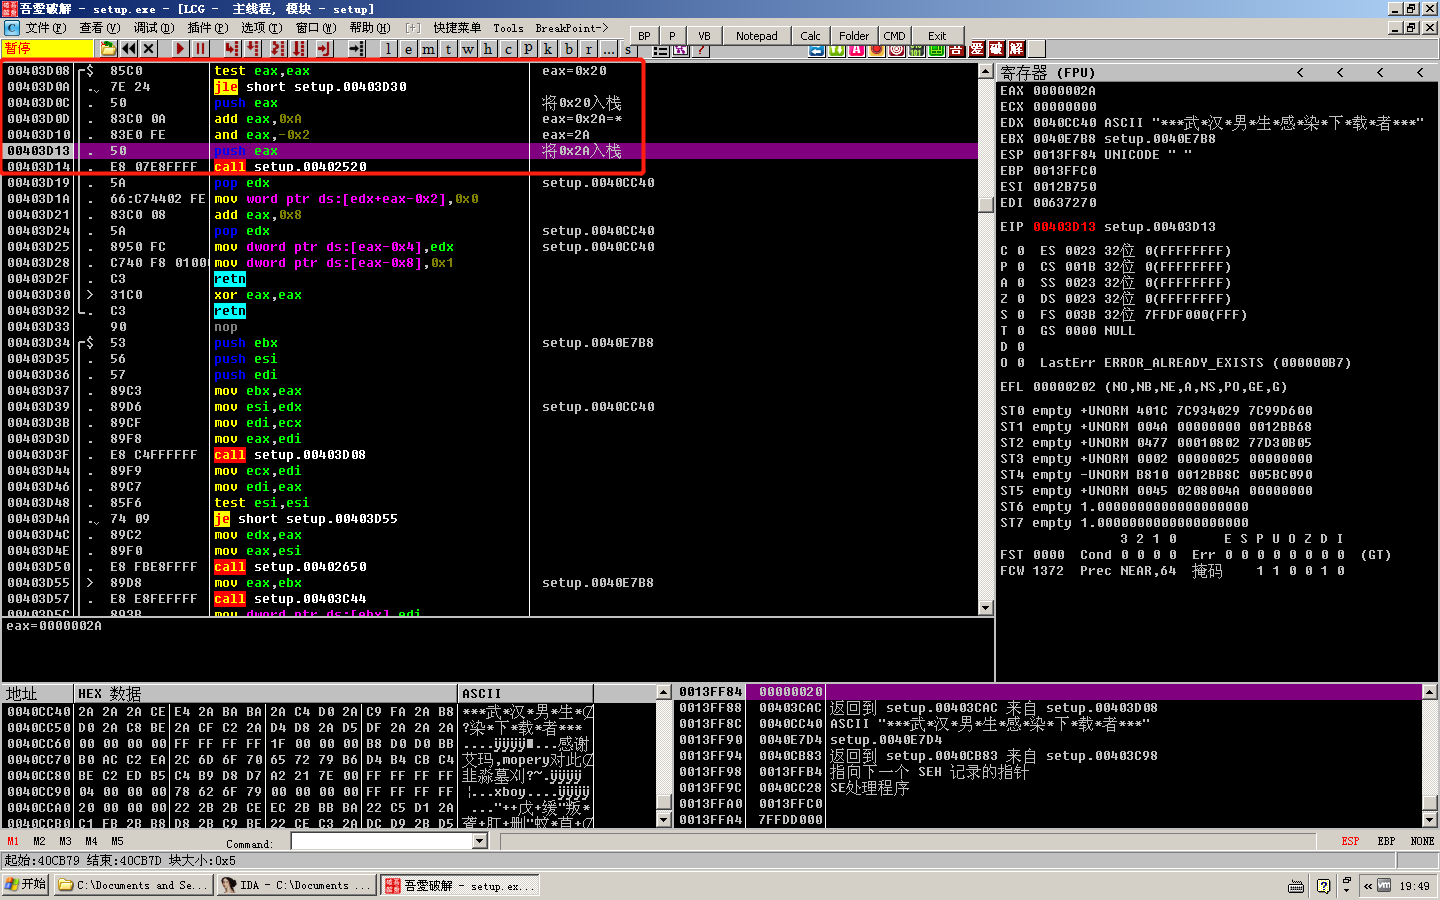 吾愛破解 - setup.exe - [LCG -  主线程, 模块 - setup]
文件(F) 查看(V) 调试(D) 插件(P) 选项(T) 窗口(W) 帮助(H) [+] 快捷菜单 Tools BreakPoint->
BP P VB Notepad Calc Folder CMD Exit
暂停 l e m t w h c p k b r ... s 吾 爱 破 解
00403D08 $ 85C0 test eax,eax eax=0x20
00403D0A . 7E 24 jle short setup.00403D30
00403D0C . 50 push eax 将0x20入栈
00403D0D . 83C0 0A add eax,0xA eax=0x2A=*
00403D10 . 83E0 FE and eax,-0x2 eax=2A
00403D13 . 50 push eax 将0x2A入栈
00403D14 . E8 07E8FFFF call setup.00402520
00403D19 . 5A pop edx setup.0040CC40
00403D1A . 66:C74402 FE mov word ptr ds:[edx+eax-0x2],0x0
00403D21 . 83C0 08 add eax,0x8
00403D24 . 5A pop edx setup.0040CC40
00403D25 . 8950 FC mov dword ptr ds:[eax-0x4],edx setup.0040CC40
00403D28 . C740 F8 0100 mov dword ptr ds:[eax-0x8],0x1
00403D2F . C3 retn
00403D30 > 31C0 xor eax,eax
00403D32 . C3 retn
00403D33 90 nop
00403D34 $ 53 push ebx setup.0040E7B8
00403D35 . 56 push esi
00403D36 . 57 push edi
00403D37 . 89C3 mov ebx,eax
00403D39 . 89D6 mov esi,edx setup.0040CC40
00403D3B . 89CF mov edi,ecx
00403D3D . 89F8 mov eax,edi
00403D3F . E8 C4FFFFFF call setup.00403D08
00403D44 . 89F9 mov ecx,edi
00403D46 . 89C7 mov edi,eax
00403D48 . 85F6 test esi,esi
00403D4A . 74 09 je short setup.00403D55
00403D4C . 89C2 mov edx,eax
00403D4E . 89F0 mov eax,esi
00403D50 . E8 FBE8FFFF call setup.00402650
00403D55 > 89D8 mov eax,ebx setup.0040E7B8
00403D57 . E8 E8FEFFFF call setup.00403C44
00403D5C . 893B mov dword ptr ds:[ebx],edi
eax=0000002A
寄存器 (FPU) < < < <
EAX 0000002A
ECX 00000000
EDX 0040CC40 ASCII "***武*汉*男*生*感*染*下*载*者***"
EBX 0040E7B8 setup.0040E7B8
ESP 0013FF84 UNICODE " "
EBP 0013FFC0
ESI 0012B750
EDI 00637270
EIP 00403D13 setup.00403D13
C 0 ES 0023 32位 0(FFFFFFFF)
P 0 CS 001B 32位 0(FFFFFFFF)
A 0 SS 0023 32位 0(FFFFFFFF)
Z 0 DS 0023 32位 0(FFFFFFFF)
S 0 FS 003B 32位 7FFDF000(FFF)
T 0 GS 0000 NULL
D 0
O 0 LastErr ERROR_ALREADY_EXISTS (000000B7)
EFL 00000202 (NO,NB,NE,A,NS,PO,GE,G)
ST0 empty +UNORM 401C 7C934029 7C99D600
ST1 empty +UNORM 004A 00000000 0012BB68
ST2 empty +UNORM 0477 00010802 77D30B05
ST3 empty +UNORM 0002 00000025 00000000
ST4 empty -UNORM B810 0012BB8C 005BC090
ST5 empty +UNORM 0045 0208004A 00000000
ST6 empty 1.0000000000000000000
ST7 empty 1.0000000000000000000
3 2 1 0 E S P U O Z D I
FST 0000 Cond 0 0 0 0 Err 0 0 0 0 0 0 0 0 (GT)
FCW 1372 Prec NEAR,64 掩码 1 1 0 0 1 0
地址 HEX 数据 ASCII
0040CC40 2A 2A 2A CE E4 2A BA BA 2A C4 D0 2A C9 FA 2A B8 ***武*汉*男*生*
0040CC50 D0 2A C8 BE 2A CF C2 2A D4 D8 2A D5 DF 2A 2A 2A ?染*下*载*者***
0040CC60 00 00 00 00 FF FF FF FF 1F 00 00 00 B8 D0 D0 BB ....ÿÿÿÿ■...感谢
0040CC70 B0 AC C2 EA 2C 6D 6F 70 65 72 79 B6 D4 B4 CB C4 艾玛,mopery对此
0040CC80 BE C2 ED B5 C4 B9 D8 D7 A2 21 7E 00 FF FF FF FF
0040CC90 04 00 00 00 78 62 6F 79 00 00 00 00 FF FF FF FF ¦...xboy....ÿÿÿÿ
0040CCA0 20 00 00 00 22 2B 2B CE EC 2B BB BA 22 C5 D1 2A  ..."++戊+缓"叛*
0040CCB0 C1 FB 2B B8 D8 2B C9 BE 22 CE C3 2A DC D9 2B D5
0013FF84 00000020
0013FF88 00403CAC 返回到 setup.00403CAC 来自 setup.00403D08
0013FF8C 0040CC40 ASCII "***武*汉*男*生*感*染*下*载*者***"
0013FF90 0040E7D4 setup.0040E7D4
0013FF94 0040CB83 返回到 setup.0040CB83 来自 setup.00403C98
0013FF98 0013FFB4 指向下一个 SEH 记录的指针
0013FF9C 0040CC28 SE处理程序
0013FFA0 0013FFC0
0013FFA4 7FFDD000
M1 M2 M3 M4 M5 Command: ESP EBP NONE
起始:40CB79 结束:40CB7D 块大小:0x5
开始 C:\Documents and Se... IDA - C:\Documents ... 吾愛破解 - setup.ex... 19:49